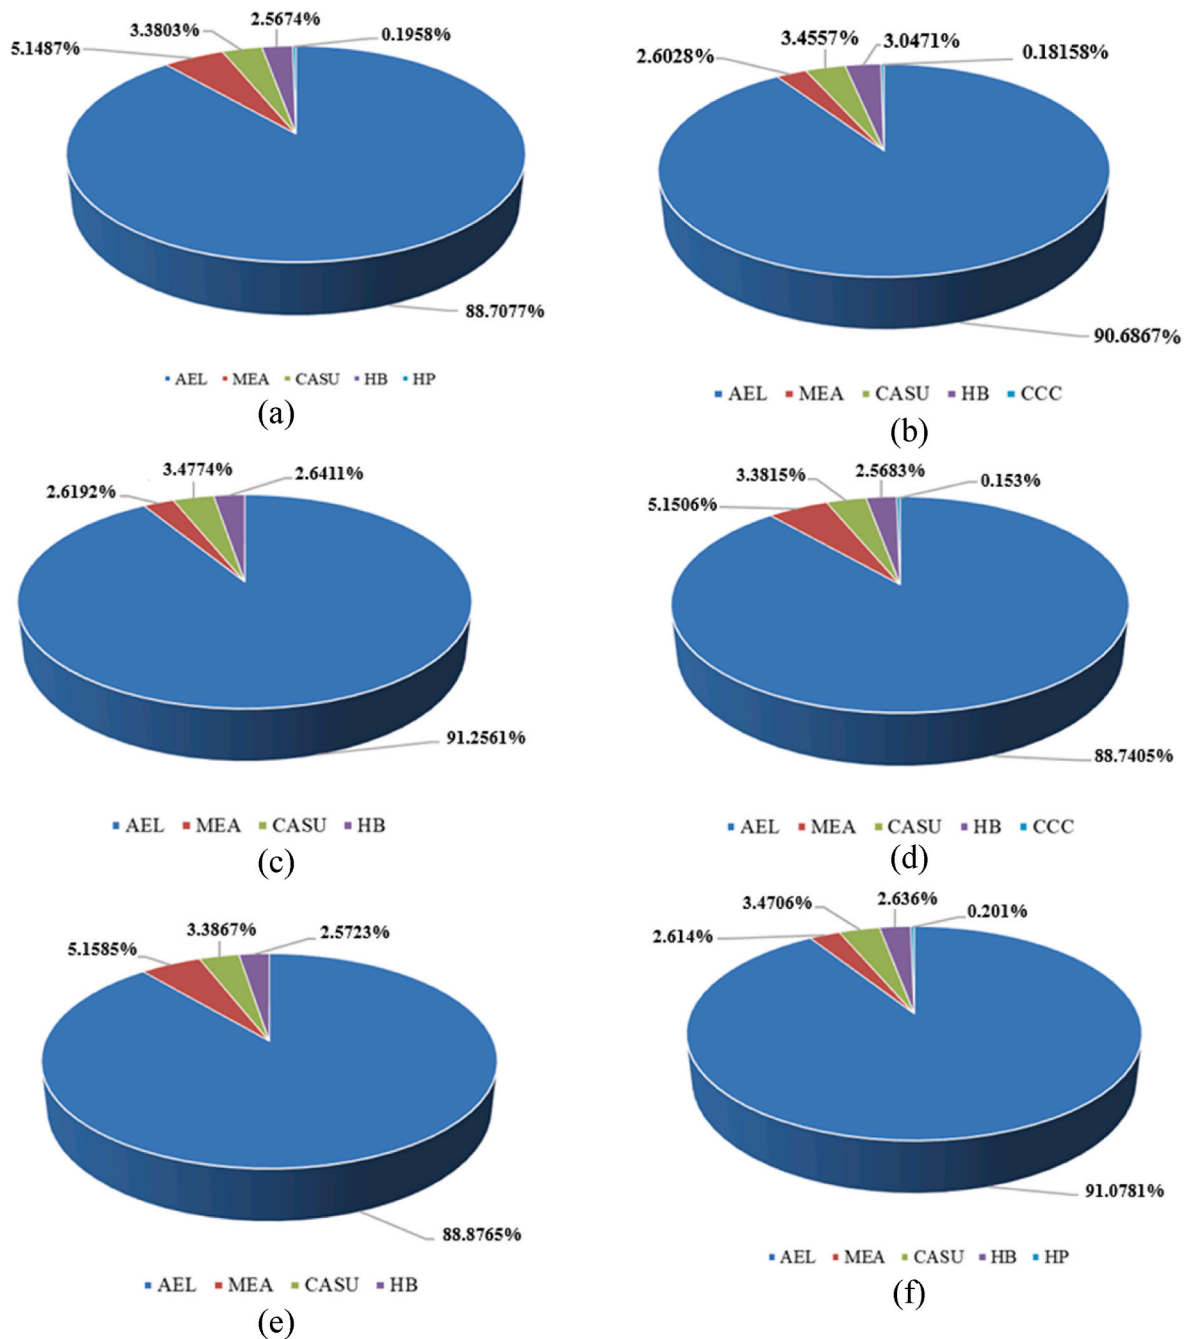 5.1487%
3.3803%
2.5674%
0.1958%
88.7077%
AEL MEA CASU HB HP
(a)
2.6028%
3.4557%
3.0471%
0.18158%
90.6867%
AEL MEA CASU HB CCC
(b)
2.6192%
3.4774%
2.6411%
91.2561%
AEL MEA CASU HB
(c)
5.1506%
3.3815%
2.5683%
0.153%
88.7405%
AEL MEA CASU HB CCC
(d)
5.1585%
3.3867%
2.5723%
88.8765%
AEL MEA CASU HB
(e)
2.614%
3.4706%
2.636%
0.201%
91.0781%
AEL MEA CASU HB HP
(f)